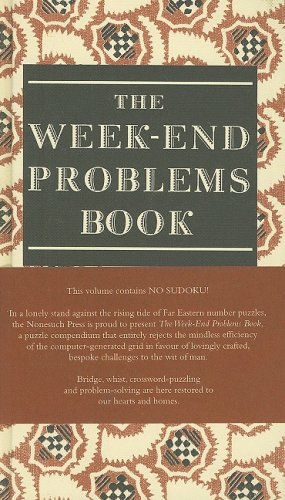 THE
WEEK-END
PROBLEMS
BOOK
This volume contains NO SUDOKU!
In a lonely stand against the rising tide of Far Eastern number puzzles,
the Nonesuch Press is proud to present The Week-End Problems Book,
a puzzle compendium that entirely rejects the mindless efficiency
of the computer-generated grid in favour of lovingly crafted,
bespoke challenges to the wit of man.
Bridge, whist, crossword-puzzling
and problem-solving are here restored to
our hearts and homes.